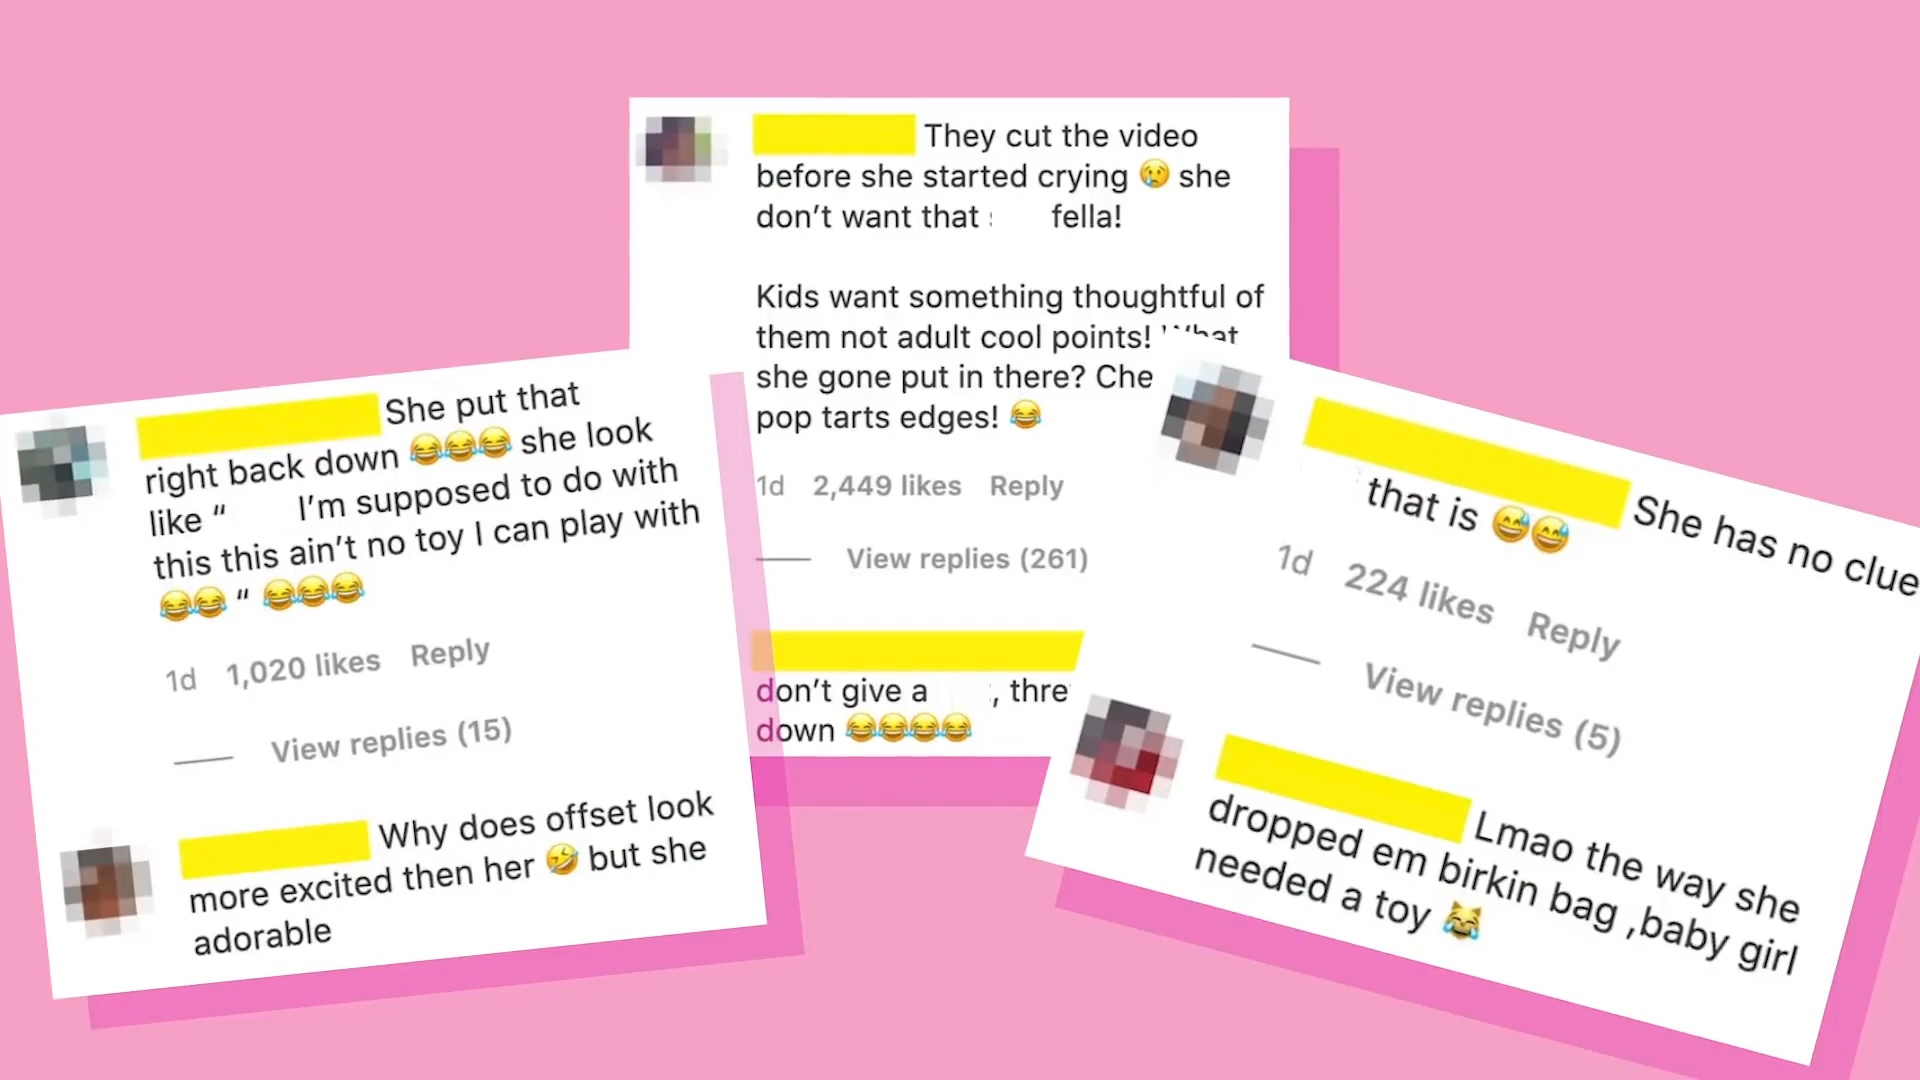 She put that
right back down 😂😂😂 she look
like “ I’m supposed to do with
this this ain’t no toy I can play with
😂😂 “ 😂😂😂
1d 1,020 likes Reply
View replies (15)
Why does offset look
more excited then her 🤣 but she
adorable
They cut the video
before she started crying 😢 she
don’t want that fella!
Kids want something thoughtful of
them not adult cool points! What
she gone put in there? Che
pop tarts edges! 😂
1d 2,449 likes Reply
View replies (261)
don’t give a , thre
down 😂😂😂😂
She has no clue
that is 😅😅
1d 224 likes Reply
View replies (5)
Lmao the way she
dropped em birkin bag ,baby girl
needed a toy 😹